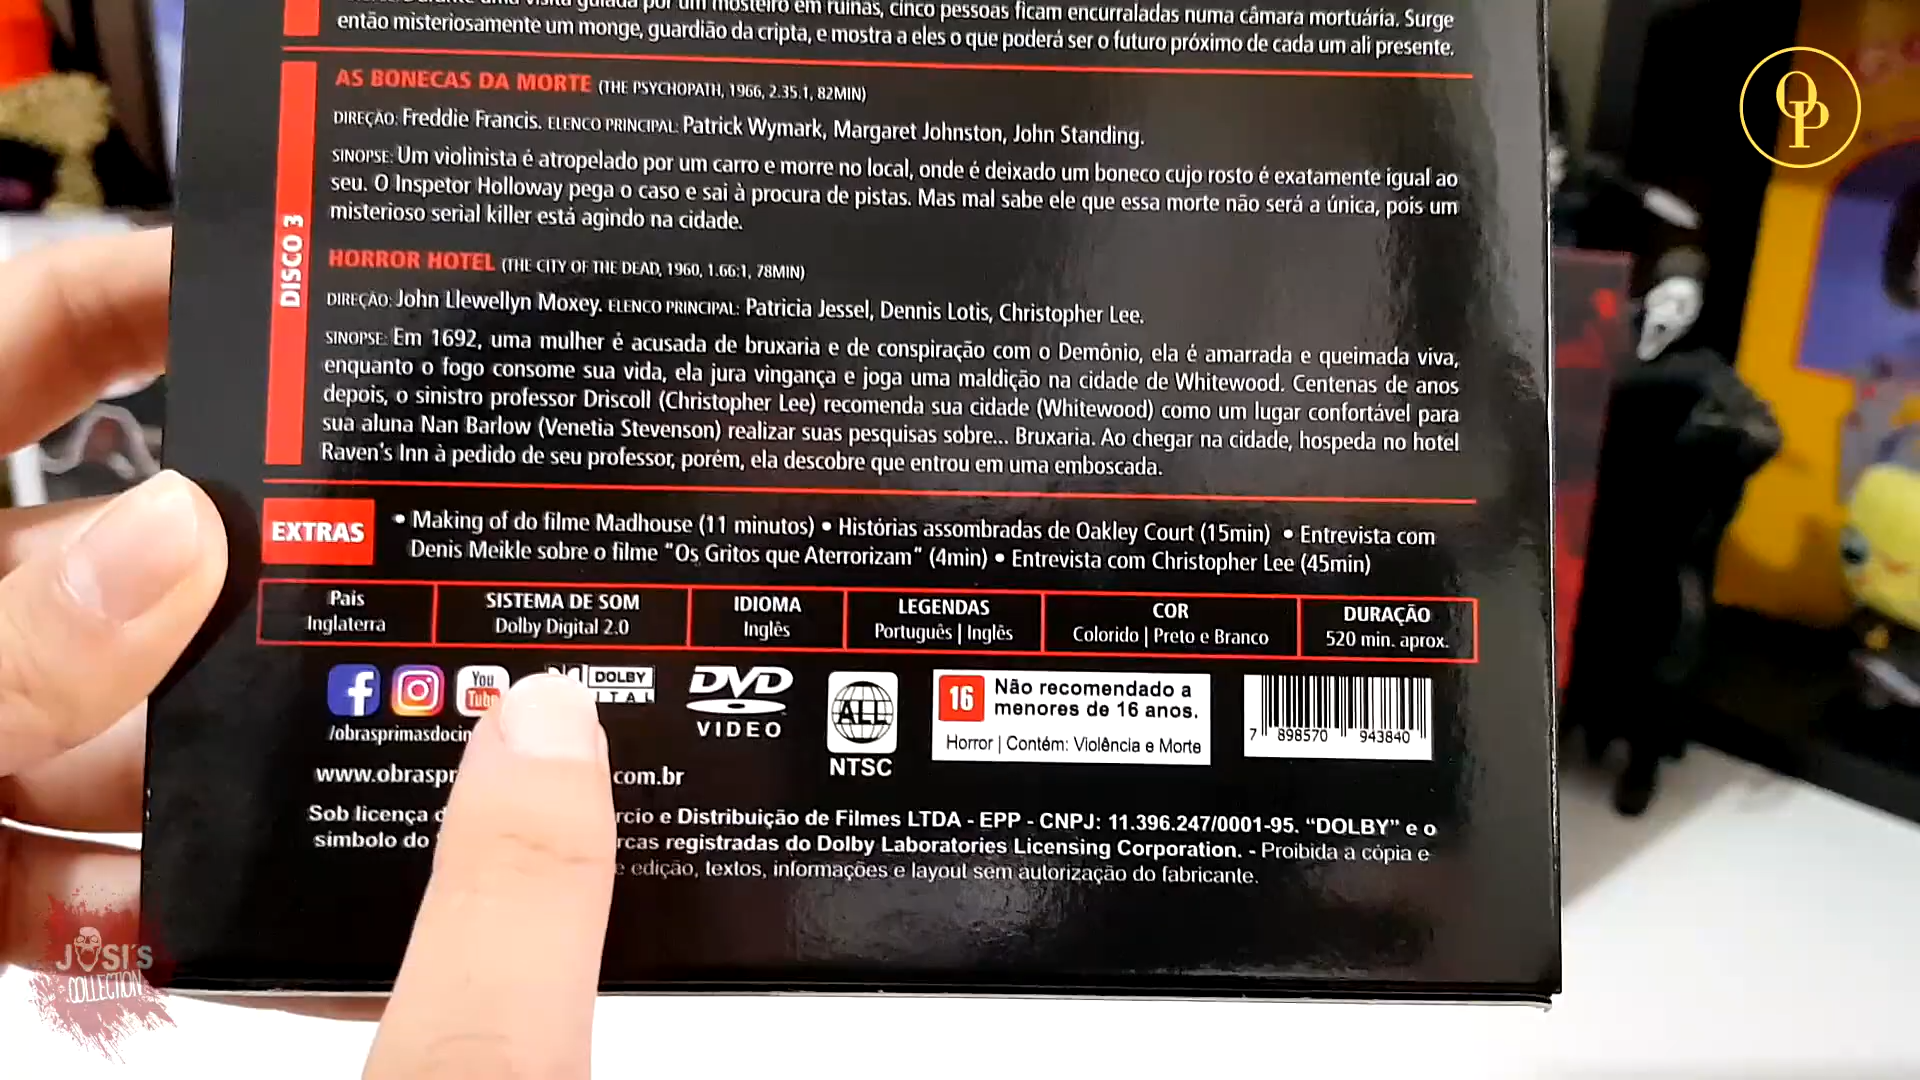 por um mosteiro em ruínas, cinco pessoas ficam encurraladas numa câmara mortuária. Surge
então misteriosamente um monge, guardião da cripta, e mostra a eles o que poderá ser o futuro próximo de cada um ali presente.
AS BONECAS DA MORTE (THE PSYCHOPATH, 1966, 2.35.1, 82MIN)
DIREÇÃO: Freddie Francis. ELENCO PRINCIPAL: Patrick Wymark, Margaret Johnston, John Standing.
SINOPSE: Um violinista é atropelado por um carro e morre no local, onde é deixado um boneco cujo rosto é exatamente igual ao
seu. O Inspetor Holloway pega o caso e sai à procura de pistas. Mas mal sabe ele que essa morte não será a única, pois um
misterioso serial killer está agindo na cidade.
DISCO 3
HORROR HOTEL (THE CITY OF THE DEAD, 1960, 1.66:1, 78MIN)
DIREÇÃO: John Llewellyn Moxey. ELENCO PRINCIPAL: Patricia Jessel, Dennis Lotis, Christopher Lee.
SINOPSE: Em 1692, uma mulher é acusada de bruxaria e de conspiração com o Demônio, ela é amarrada e queimada viva,
enquanto o fogo consome sua vida, ela jura vingança e joga uma maldição na cidade de Whitewood. Centenas de anos
depois, o sinistro professor Driscoll (Christopher Lee) recomenda sua cidade (Whitewood) como um lugar confortável para
sua aluna Nan Barlow (Venetia Stevenson) realizar suas pesquisas sobre... Bruxaria. Ao chegar na cidade, hospeda no hotel
Raven's Inn à pedido de seu professor, porém, ela descobre que entrou em uma emboscada.
EXTRAS
• Making of do filme Madhouse (11 minutos) • Histórias assombradas de Oakley Court (15min) • Entrevista com
Denis Meikle sobre o filme "Os Gritos que Aterrorizam" (4min) • Entrevista com Christopher Lee (45min)
País
Inglaterra
SISTEMA DE SOM
Dolby Digital 2.0
IDIOMA
Inglês
LEGENDAS
Português | Inglês
COR
Colorido | Preto e Branco
DURAÇÃO
520 min. aprox.
f
You
Tube
DOLBY
ITAL
DVD
VIDEO
ALL
NTSC
16
Não recomendado a
menores de 16 anos.
Horror | Contém: Violência e Morte
7 898570 943840
/obrasprimasdocin
www.obraspr com.br
Sob licença d rcio e Distribuição de Filmes LTDA - EPP - CNPJ: 11.396.247/0001-95. “DOLBY” e o
símbolo do rcas registradas do Dolby Laboratories Licensing Corporation. - Proibida a cópia e
e edição, textos, informações e layout sem autorização do fabricante.
OP
JOSI´S
COLLECTION